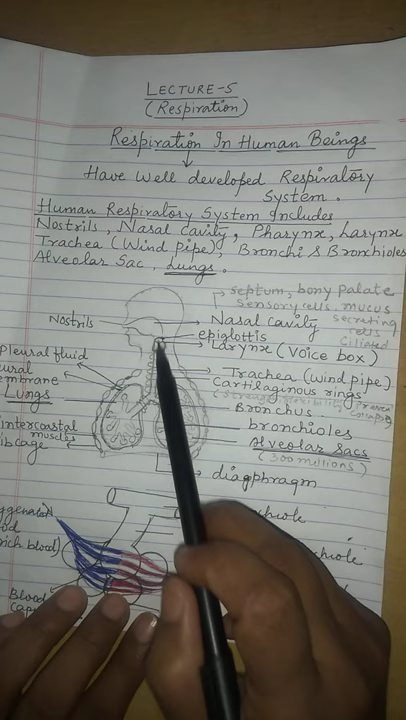 LECTURE-5
(Respiration)
Respiration In Human Beings
Have well developed Respiratory
System.
Human Respiratory System Includes
Nostrils, Nasal Cavity, Pharynx, Larynx
Trachea (Wind pipe), Bronchi & Bronchioles
Alveolar Sac, Lungs.
septum, bony palate
Sensory cells, mucus
secreting
cells
Ciliated
Nostrils
Nasal cavity
epiglottis
Larynx (Voice box)
Pleural fluid
Trachea (wind pipe)
Cartilaginous rings
Lungs
Bronchus
intercostal
muscles
bronchioles
Alveolar Sacs
(300 millions)
diaphragm
rich blood)
Blood